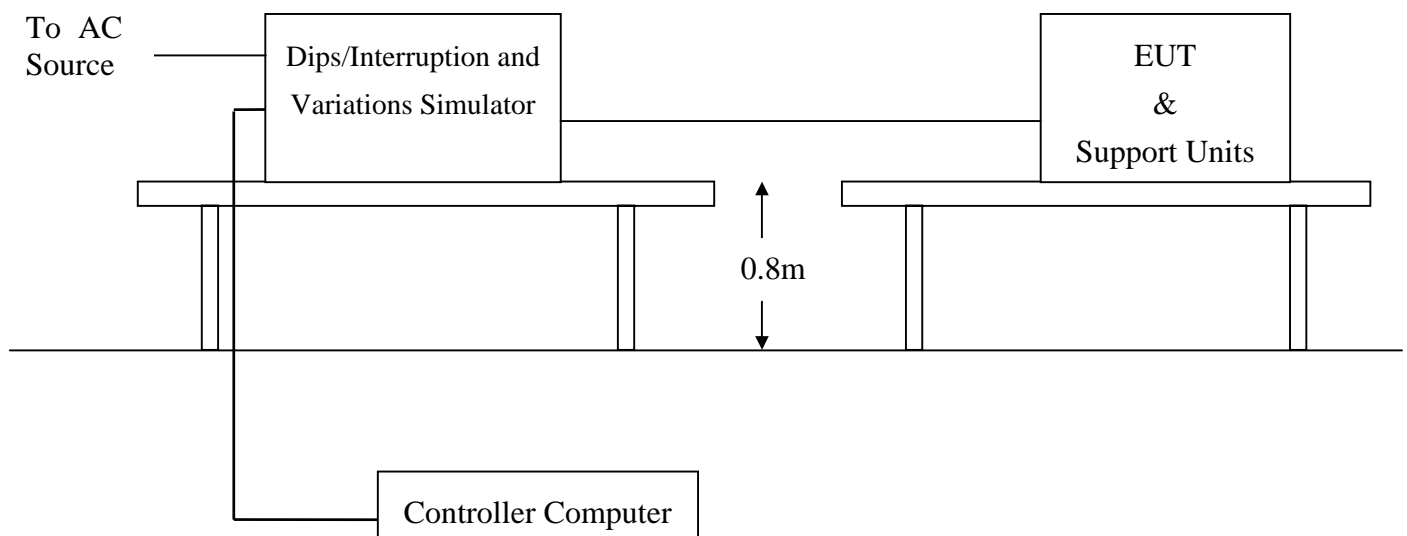 To AC
Source
Dips/Interruption and
Variations Simulator
EUT
&
Support Units
0.8m
Controller Computer